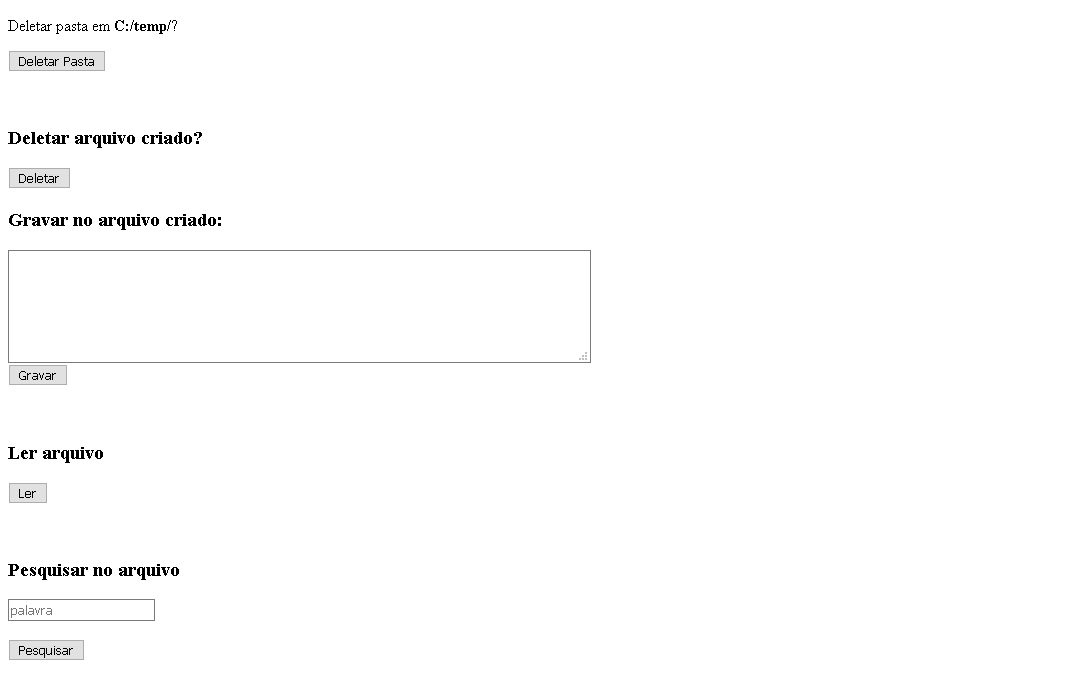 Deletar pasta em C:/temp/?
Deletar Pasta
Deletar arquivo criado?
Deletar
Gravar no arquivo criado:
Gravar
Ler arquivo
Ler
Pesquisar no arquivo
palavra
Pesquisar